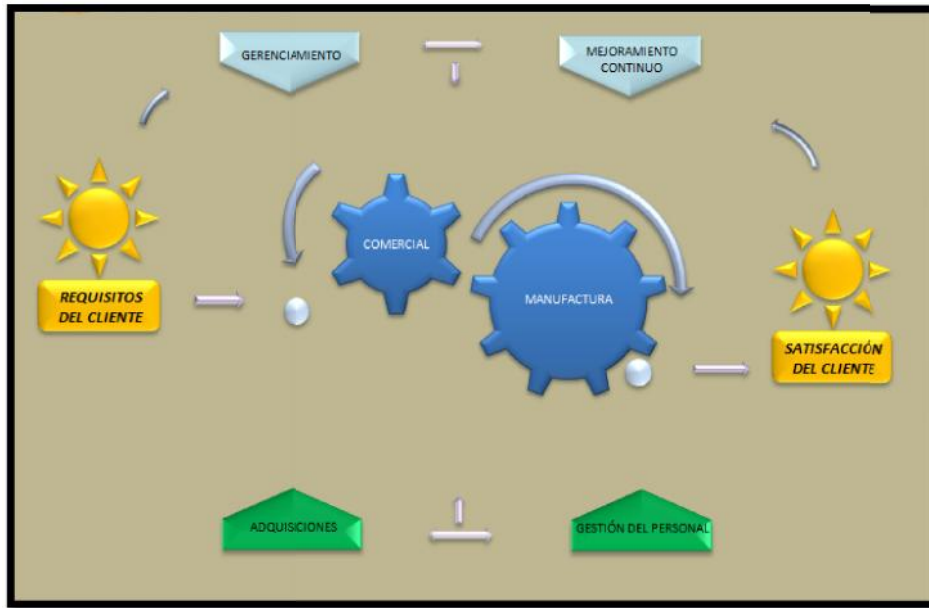 GERENCIAMIENTO
MEJORAMIENTO
CONTINUO
COMERCIAL
MANUFACTURA
REQUISITOS
DEL CLIENTE
SATISFACCIÓN
DEL CLIENTE
ADQUISICIONES
GESTIÓN DEL PERSONAL